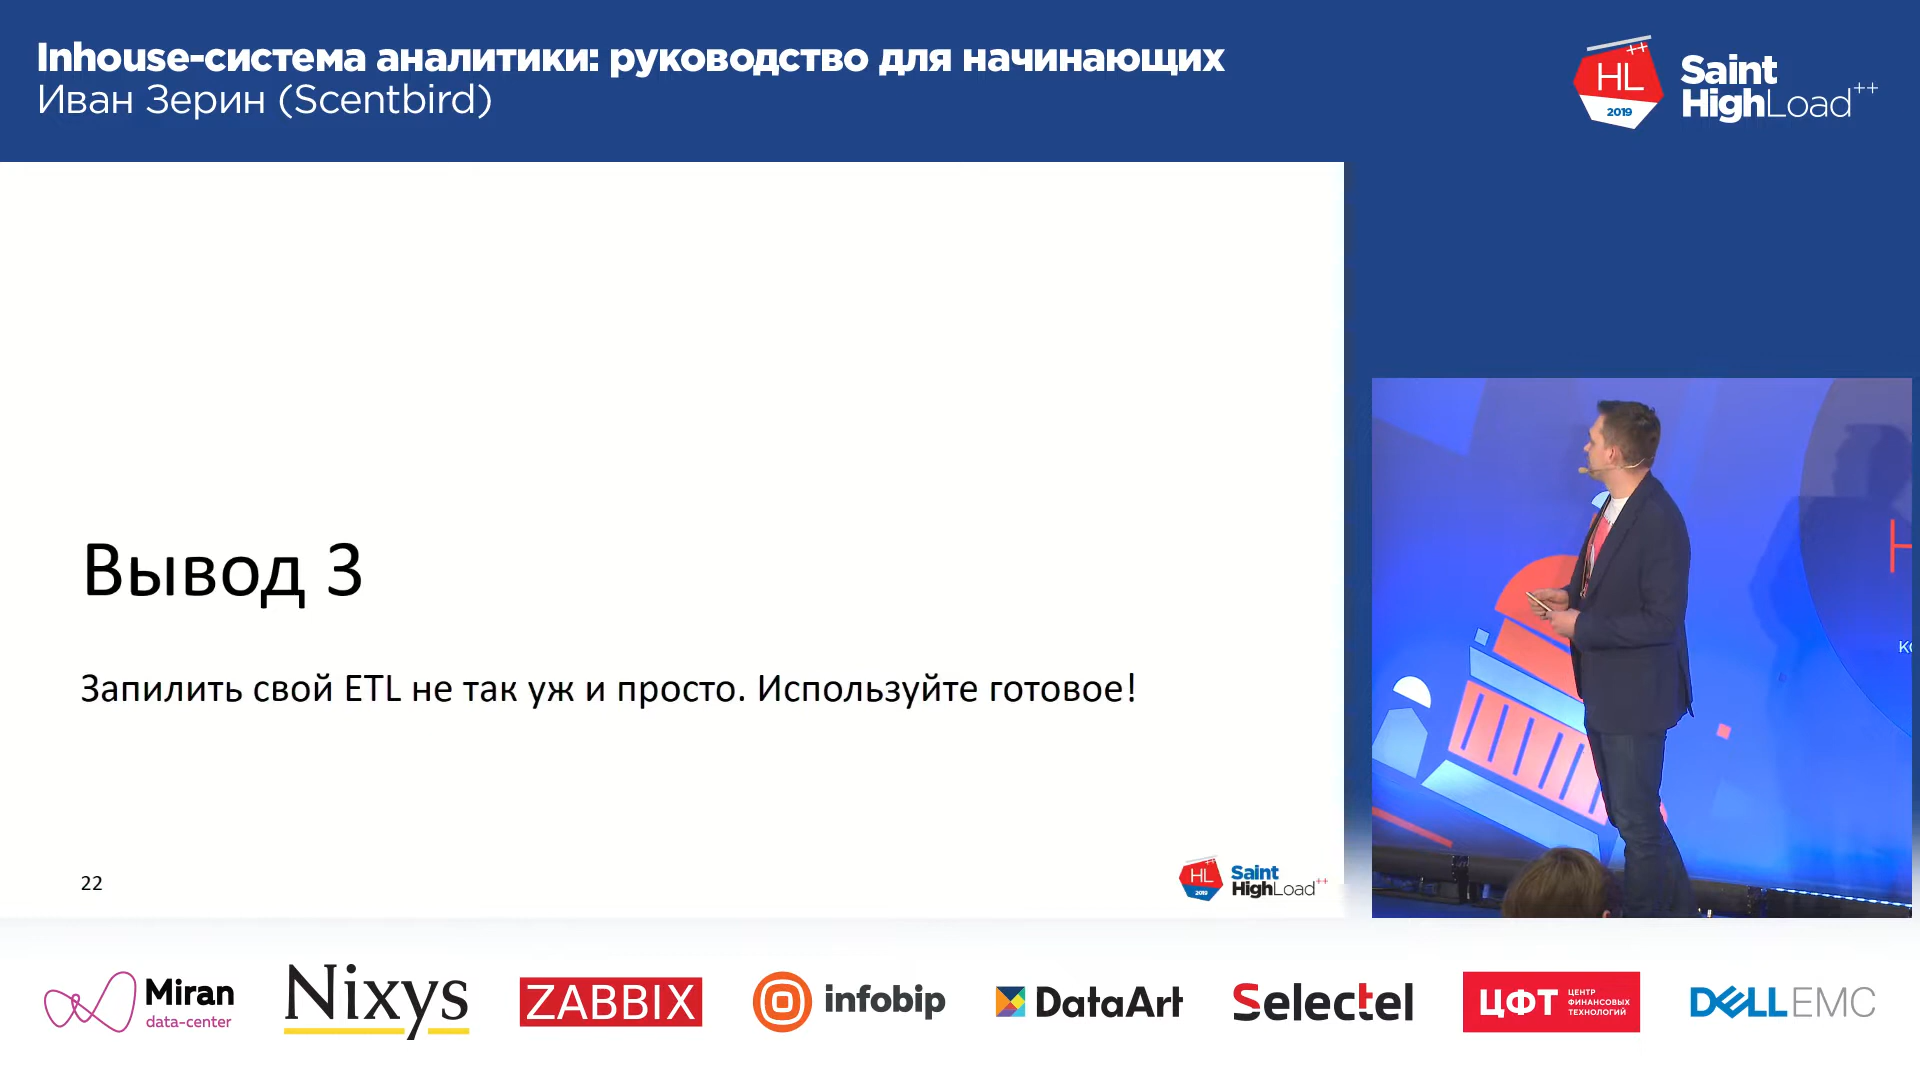 Inhouse-система аналитики: руководство для начинающих
Иван Зерин (Scentbird)
HL ++
2019
Saint
HighLoad++
Вывод 3
Запилить свой ETL не так уж и просто. Используйте готовое!
22
HL
2019
Saint
HighLoad++
Н
КО
Miran
data-center
Nixys
ZABBIX
infobip
DataArt
Selectel
ЦФТ
ЦЕНТР
ФИНАНСОВЫХ
ТЕХНОЛОГИЙ
DELLEMC